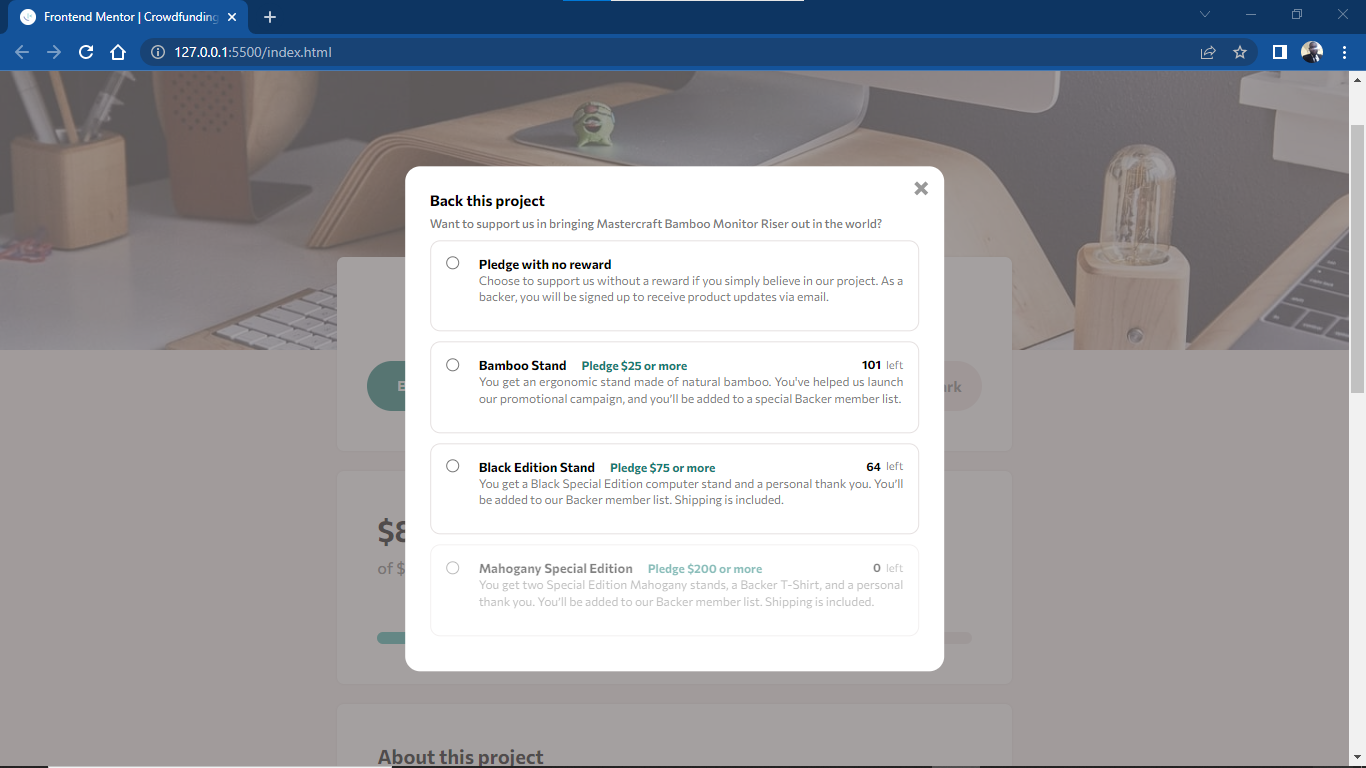 Frontend Mentor | Crowdfunding
127.0.0.1:5500/index.html
Back this project
Want to support us in bringing Mastercraft Bamboo Monitor Riser out in the world?
Pledge with no reward
Choose to support us without a reward if you simply believe in our project. As a
backer, you will be signed up to receive product updates via email.
Bamboo Stand Pledge $25 or more 101 left
You get an ergonomic stand made of natural bamboo. You've helped us launch
our promotional campaign, and you'll be added to a special Backer member list.
B
rk
Black Edition Stand Pledge $75 or more 64 left
You get a Black Special Edition computer stand and a personal thank you. You'll
be added to our Backer member list. Shipping is included.
$8
of $
Mahogany Special Edition Pledge $200 or more 0 left
You get two Special Edition Mahogany stands, a Backer T-Shirt, and a personal
thank you. You'll be added to our Backer member list. Shipping is included.
About this project